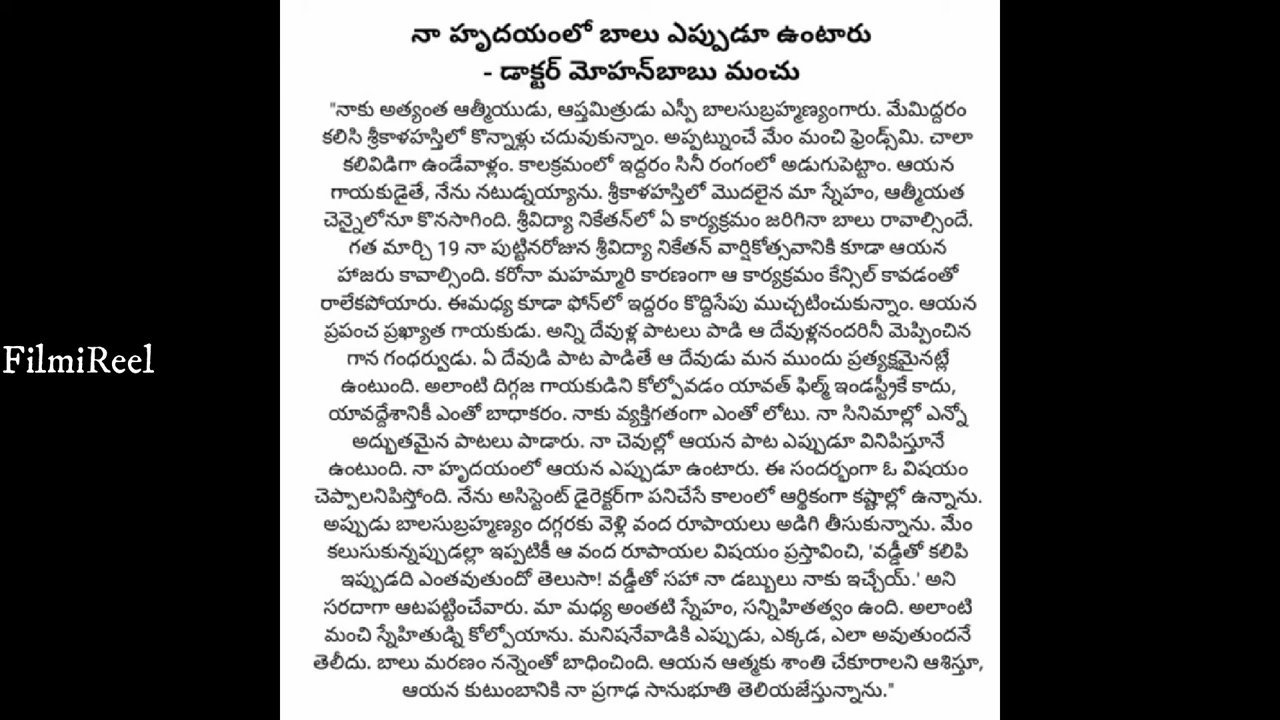 నా హృదయంలో బాలు ఎప్పుడూ ఉంటారు
- డాక్టర్ మోహన్‌బాబు మంచు
"నాకు అత్యంత ఆత్మీయుడు, ఆప్తమిత్రుడు ఎస్పీ బాలసుబ్రహ్మణ్యంగారు. మేమిద్దరం
కలిసి శ్రీకాళహస్తిలో కొన్నాళ్లు చదువుకున్నాం. అప్పట్నుంచే మేం మంచి ఫ్రెండ్స్‌మి. చాలా
కలివిడిగా ఉండేవాళ్లం. కాలక్రమంలో ఇద్దరం సినీ రంగంలో అడుగుపెట్టాం. ఆయన
గాయకుడైతే, నేను నటుడ్నయ్యాను. శ్రీకాళహస్తిలో మొదలైన మా స్నేహం, ఆత్మీయత
చెన్నైలోనూ కొనసాగింది. శ్రీవిద్యా నికేతన్‌లో ఏ కార్యక్రమం జరిగినా బాలు రావాల్సిందే.
గత మార్చి 19 నా పుట్టినరోజున శ్రీవిద్యా నికేతన్ వార్షికోత్సవానికి కూడా ఆయన
హాజరు కావాల్సింది. కరోనా మహమ్మారి కారణంగా ఆ కార్యక్రమం కేన్సిల్ కావడంతో
రాలేకపోయారు. ఈమధ్య కూడా ఫోన్‌లో ఇద్దరం కొద్దిసేపు ముచ్చటించుకున్నాం. ఆయన
ప్రపంచ ప్రఖ్యాత గాయకుడు. అన్ని దేవుళ్ల పాటలు పాడి ఆ దేవుళ్లనందరినీ మెప్పించిన
FilmiReel
గాన గంధర్వుడు. ఏ దేవుడి పాట పాడితే ఆ దేవుడు మన ముందు ప్రత్యక్షమైనట్లే
ఉంటుంది. అలాంటి దిగ్గజ గాయకుడిని కోల్పోవడం యావత్ ఫిల్మ్ ఇండస్ట్రీకే కాదు,
యావద్దేశానికీ ఎంతో బాధాకరం. నాకు వ్యక్తిగతంగా ఎంతో లోటు. నా సినిమాల్లో ఎన్నో
అద్భుతమైన పాటలు పాడారు. నా చెవుల్లో ఆయన పాట ఎప్పుడూ వినిపిస్తూనే
ఉంటుంది. నా హృదయంలో ఆయన ఎప్పుడూ ఉంటారు. ఈ సందర్భంగా ఓ విషయం
చెప్పాలనిపిస్తోంది. నేను అసిస్టెంట్ డైరెక్టర్‌గా పనిచేసే కాలంలో ఆర్థికంగా కష్టాల్లో ఉన్నాను.
అప్పుడు బాలసుబ్రహ్మణ్యం దగ్గరకు వెళ్లి వంద రూపాయలు అడిగి తీసుకున్నాను. మేం
కలుసుకున్నప్పుడల్లా ఇప్పటికీ ఆ వంద రూపాయల విషయం ప్రస్తావించి, 'వడ్డీతో కలిపి
ఇప్పుడది ఎంతవుతుందో తెలుసా! వడ్డీతో సహా నా డబ్బులు నాకు ఇచ్చేయ్.' అని
సరదాగా ఆటపట్టించేవారు. మా మధ్య అంతటి స్నేహం, సన్నిహితత్వం ఉంది. అలాంటి
మంచి స్నేహితుడ్ని కోల్పోయాను. మనిషనేవాడికి ఎప్పుడు, ఎక్కడ, ఎలా అవుతుందనే
తెలీదు. బాలు మరణం నన్నెంతో బాధించింది. ఆయన ఆత్మకు శాంతి చేకూరాలని ఆశిస్తూ,
ఆయన కుటుంబానికి నా ప్రగాఢ సానుభూతి తెలియజేస్తున్నాను."